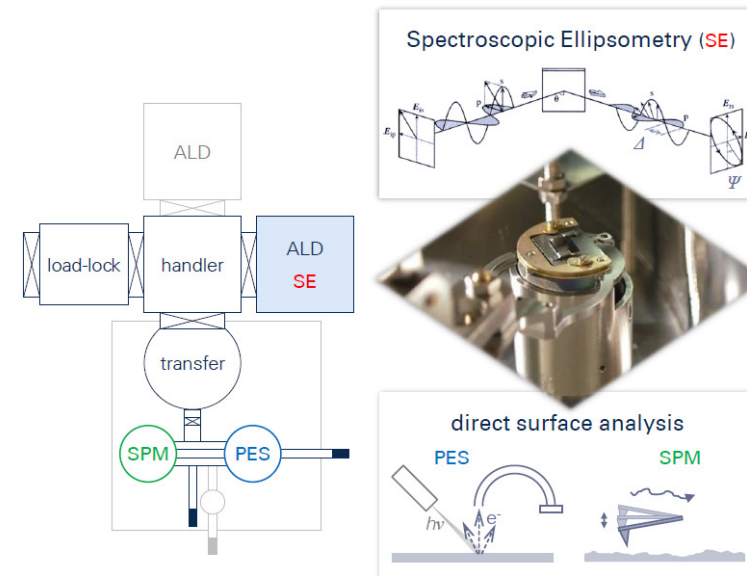 ALD
load-lock
handler
ALD
SE
transfer
SPM
PES
Spectroscopic Ellipsometry (SE)
s
p
θ
s
p
Δ
Ψ
direct surface analysis
PES
SPM
hν
e-